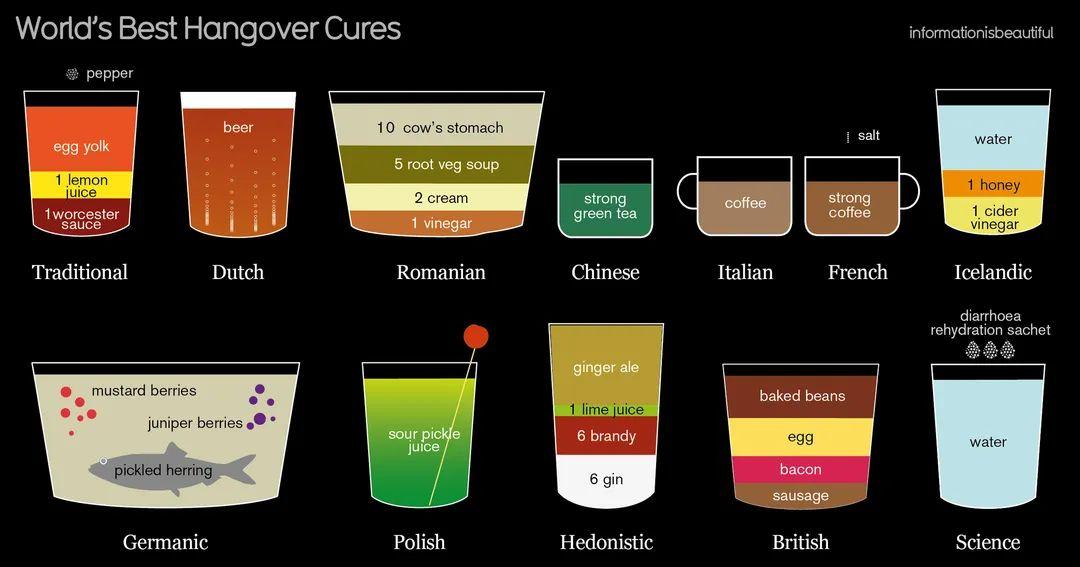 World's Best Hangover Cures
informationisbeautiful
pepper
egg yolk
1 lemon
juice
1worcester
sauce
Traditional
beer
Dutch
10 cow's stomach
5 root veg soup
2 cream
1 vinegar
Romanian
strong
green tea
Chinese
coffee
Italian
salt
strong
coffee
French
water
1 honey
1 cider
vinegar
Icelandic
mustard berries
juniper berries
pickled herring
Germanic
sour pickle
juice
Polish
ginger ale
1 lime juice
6 brandy
6 gin
Hedonistic
baked beans
egg
bacon
sausage
British
diarrhoea
rehydration sachet
water
Science